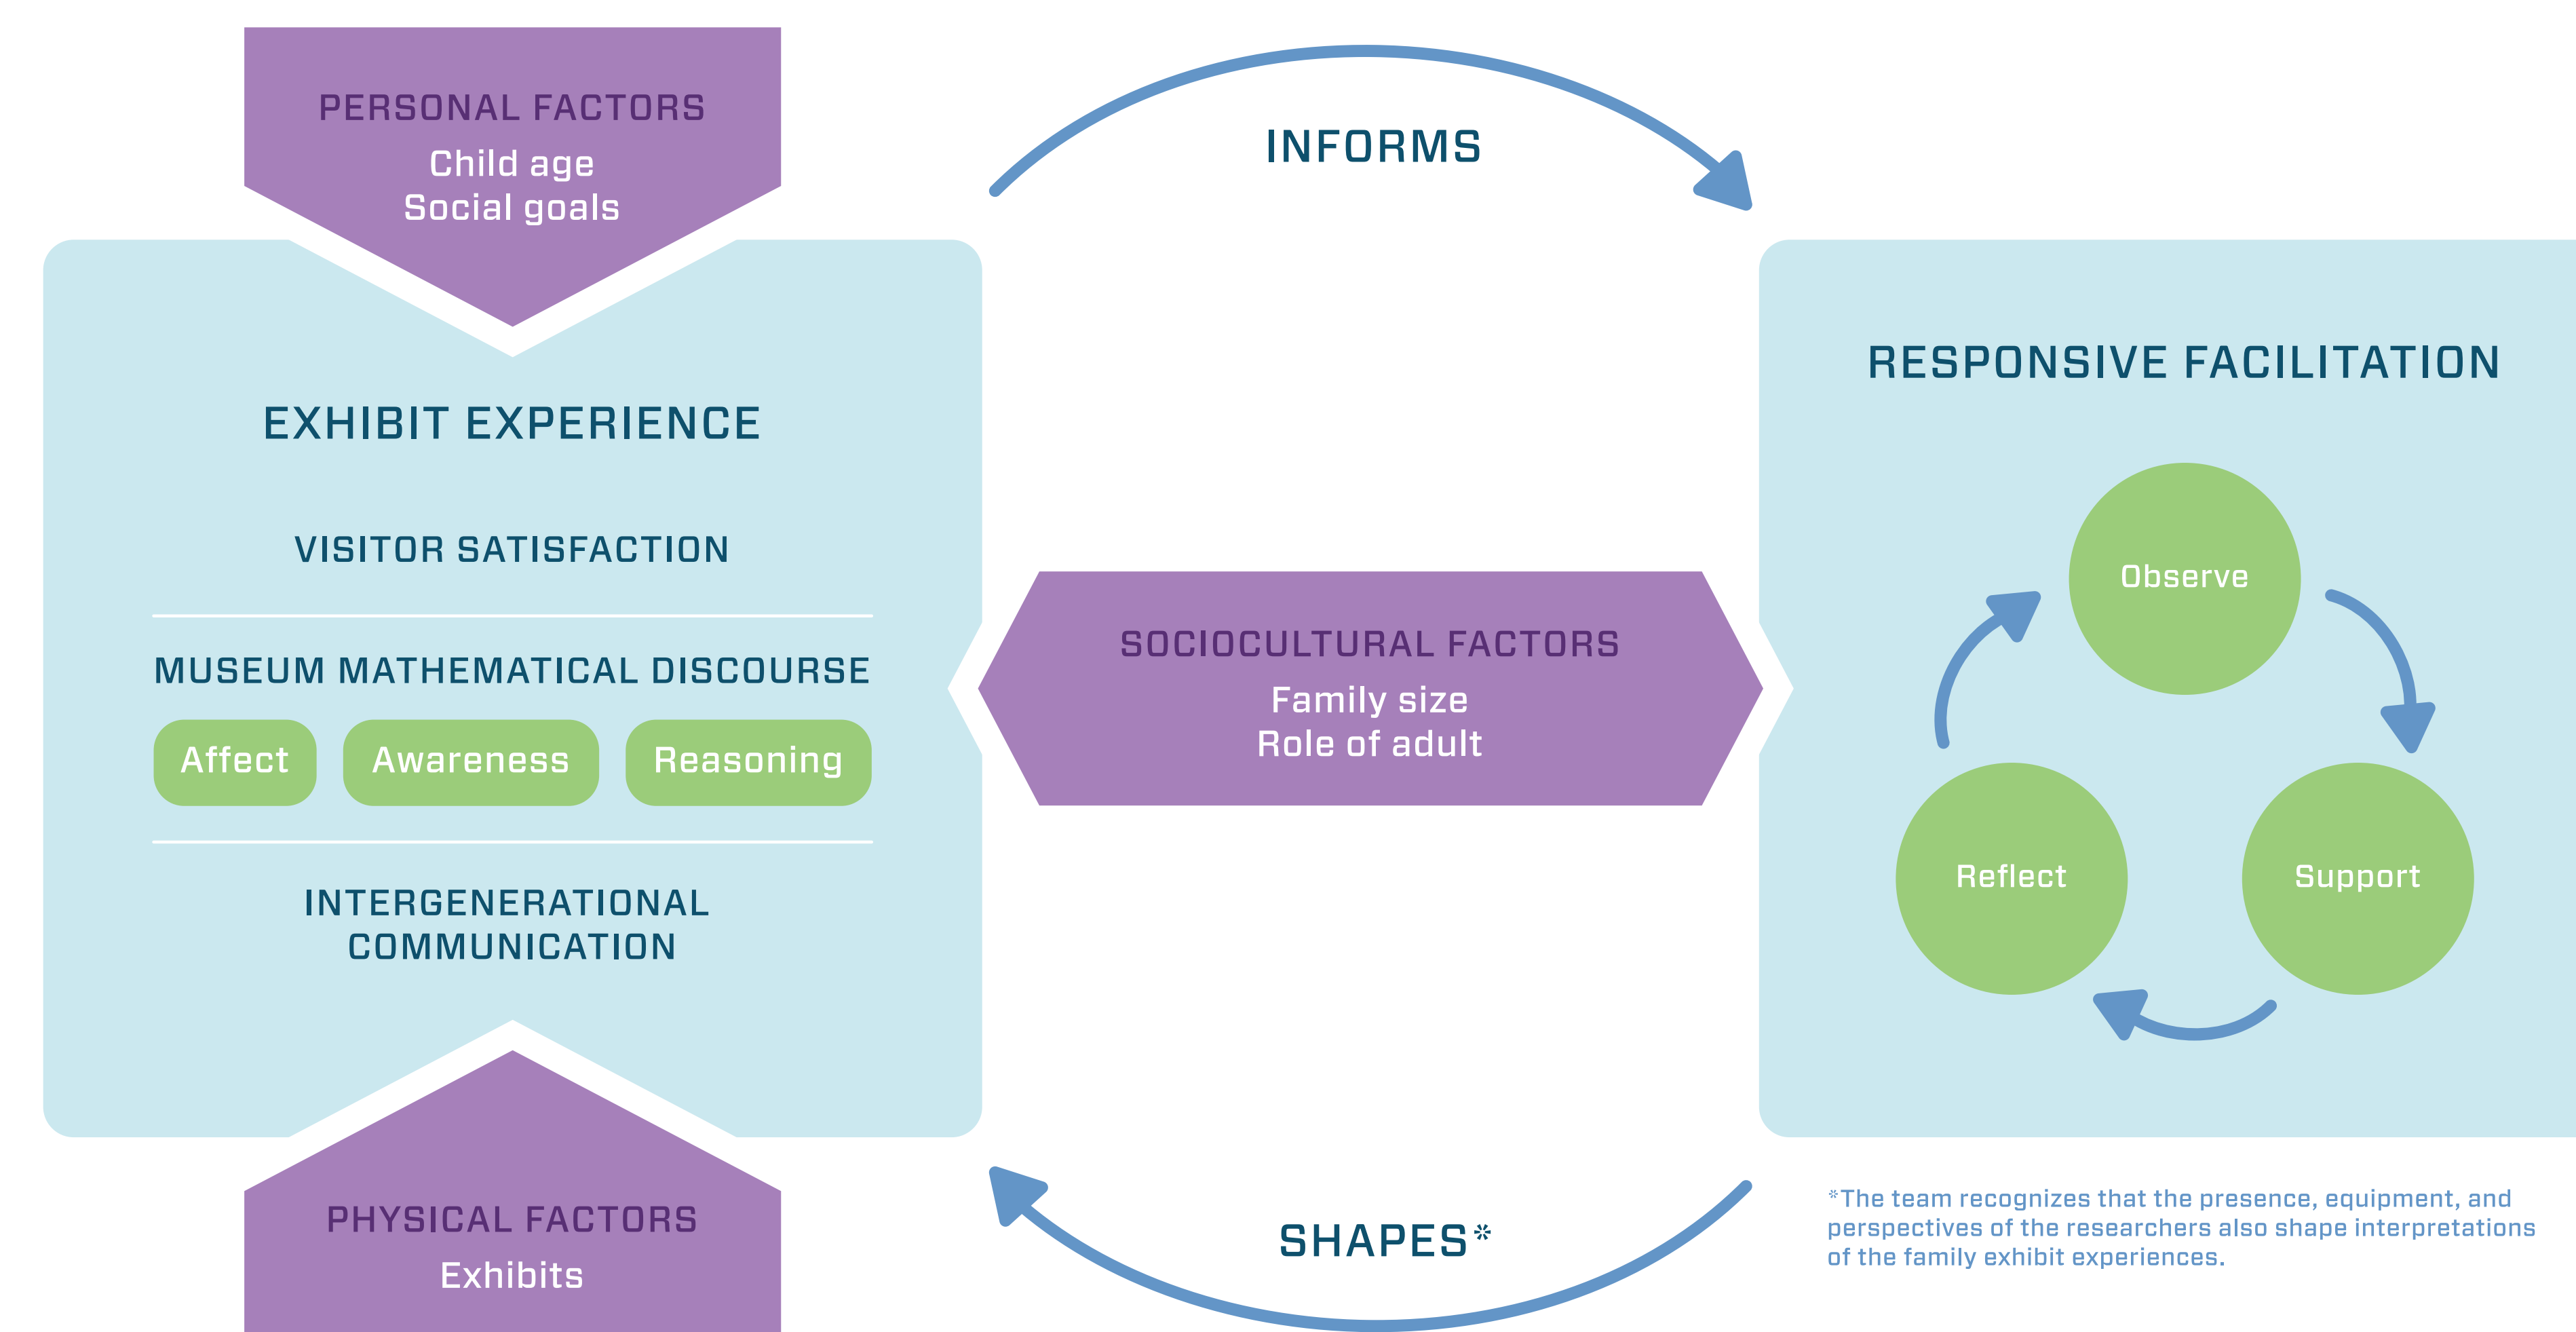 PERSONAL FACTORS
Child age
Social goals
EXHIBIT EXPERIENCE
VISITOR SATISFACTION
MUSEUM MATHEMATICAL DISCOURSE
Affect
Awareness
Reasoning
INTERGENERATIONAL
COMMUNICATION
PHYSICAL FACTORS
Exhibits
INFORMS
SOCIOCULTURAL FACTORS
Family size
Role of adult
SHAPES*
RESPONSIVE FACILITATION
Observe
Reflect
Support
*The team recognizes that the presence, equipment, and
perspectives of the researchers also shape interpretations
of the family exhibit experiences.